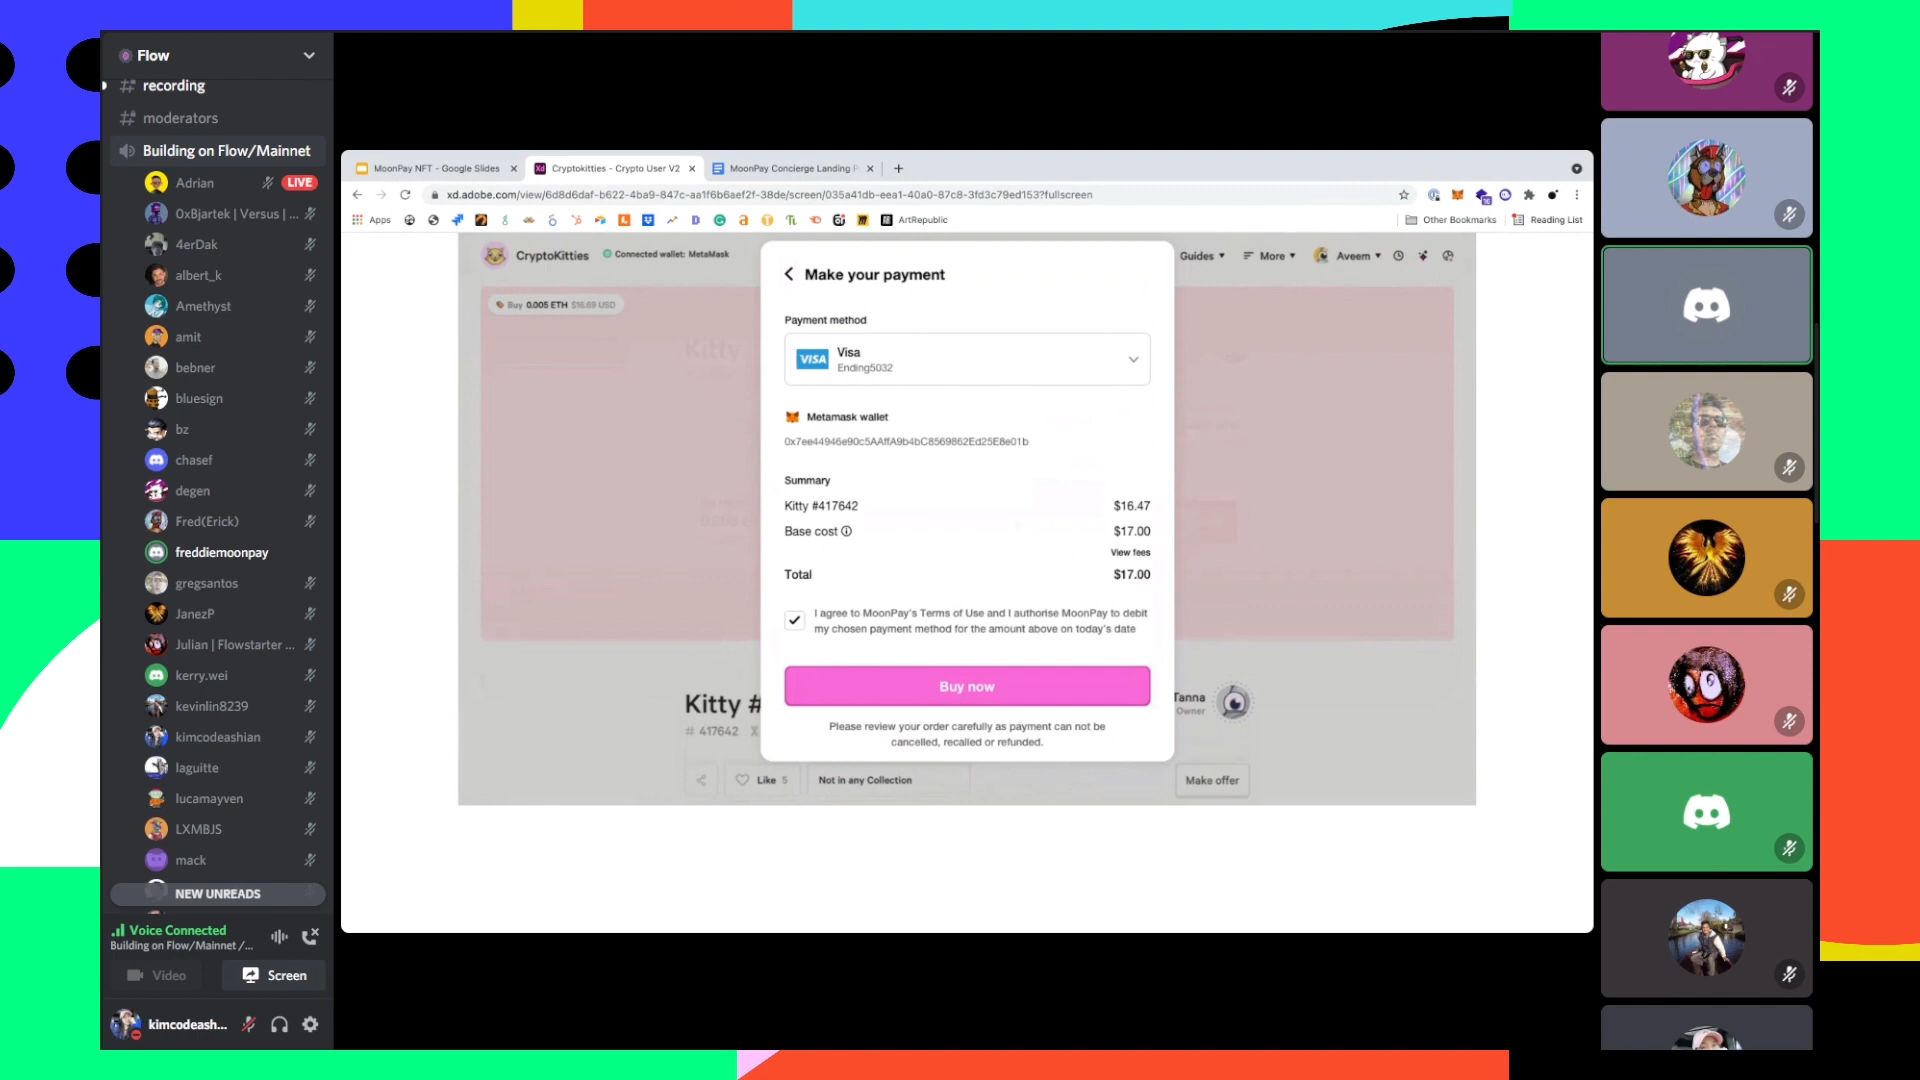 Flow
recording
moderators
Building on Flow/Mainnet
Adrian
LIVE
0xBjartek | Versus | ...
4erDak
albert_k
Amethyst
amit
bebner
bluesign
bz
chasef
degen
Fred(Erick)
freddiemoonpay
gregsantos
JanezP
Julian | Flowstarter ...
kerry.wei
kevinlin8239
kimcodeashian
laguitte
lucamayven
LXMBJS
mack
NEW UNREADS
Voice Connected
Building on Flow/Mainnet /...
Video
Screen
kimcodeash...
MoonPay NFT - Google Slides
Cryptokitties - Crypto User V2
MoonPay Concierge Landing P
xd.adobe.com/view/6d8d6daf-b622-4ba9-847c-aa1f6b6aef2f-38de/screen/035a41db-eea1-40a0-87c8-3fd3c79ed153?fullscreen
Apps
ArtRepublic
Other Bookmarks
Reading List
CryptoKitties
Connected wallet: MetaMask
Guides
More
Aveem
Buy 0.005 ETH $16.69 USD
Kitty
Make your payment
Payment method
VISA
Visa
Ending5032
Metamask wallet
0x7ee44946e90c5AAffA9b4bC8569862Ed25E8e01b
Summary
Kitty #417642
$16.47
Base cost
$17.00
View fees
Total
$17.00
I agree to MoonPay's Terms of Use and I authorise MoonPay to debit
my chosen payment method for the amount above on today's date
Buy now
Please review your order carefully as payment can not be
cancelled, recalled or refunded.
Kitty #
# 417642
Tanna
Owner
Like 5
Not in any Collection
Make offer